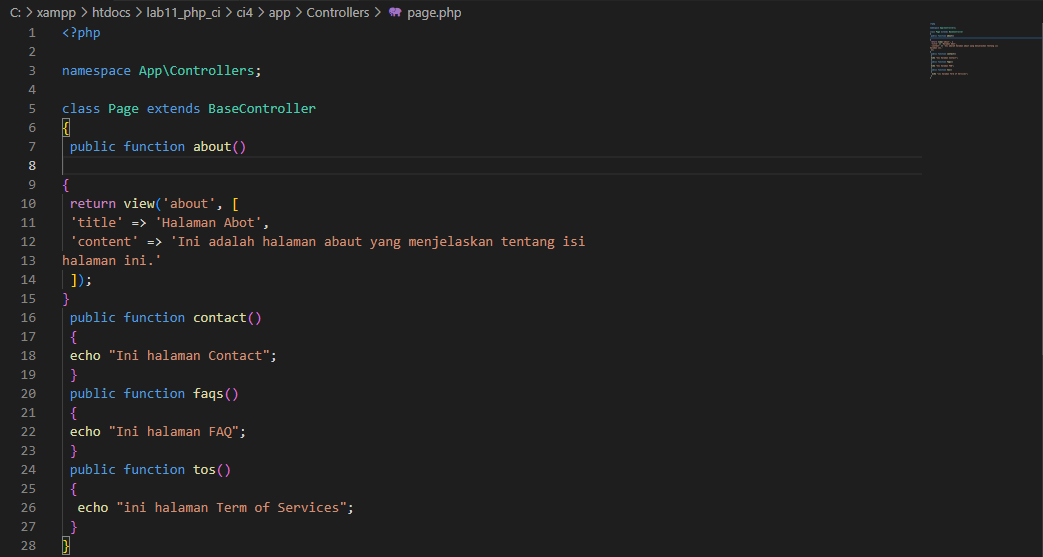 C: > xampp > htdocs > lab11_php_ci > ci4 > app > Controllers > page.php
1 <?php
2
3 namespace App\Controllers;
4
5 class Page extends BaseController
6 {
7 public function about()
8
9 {
10 return view('about', [
11 'title' => 'Halaman Abot',
12 'content' => 'Ini adalah halaman abaut yang menjelaskan tentang isi
13 halaman ini.'
14 ]);
15 }
16 public function contact()
17 {
18 echo "Ini halaman Contact";
19 }
20 public function faqs()
21 {
22 echo "Ini halaman FAQ";
23 }
24 public function tos()
25 {
26 echo "ini halaman Term of Services";
27 }
28 }